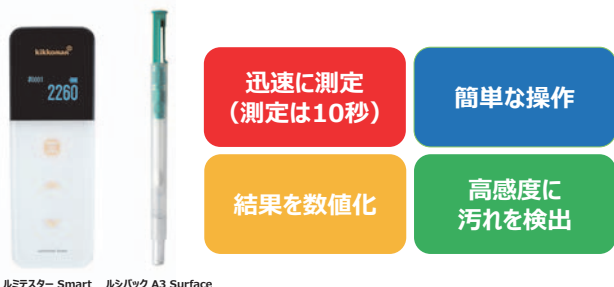 kikkoman
#0001
2260
迅速に測定
（測定は10秒）
簡単な操作
結果を数値化
高感度に
汚れを検出
ルミテスター Smart
ルシパック A3 Surface